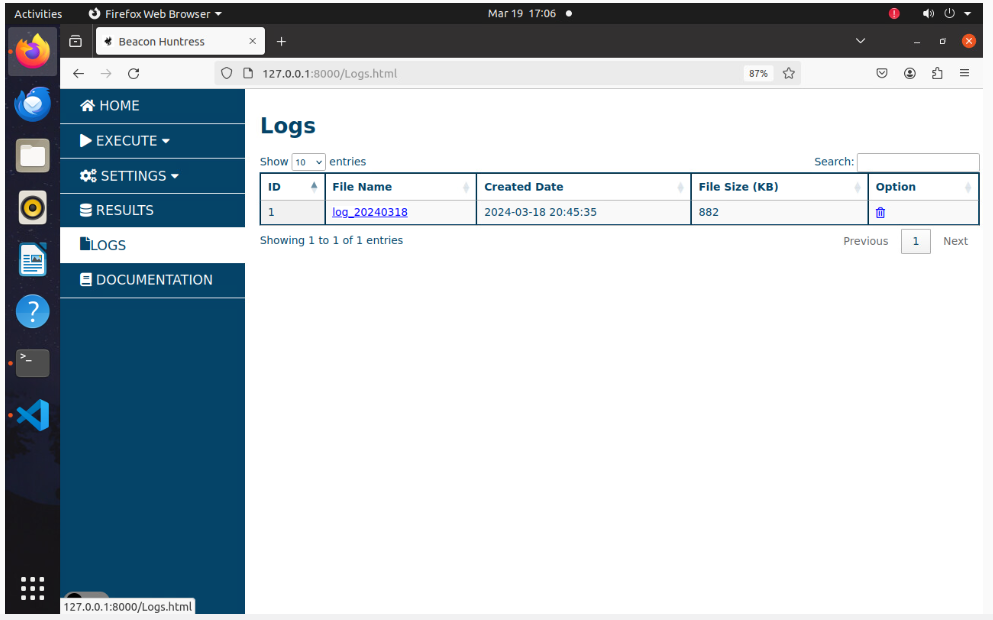 Activities Firefox Web Browser Mar 19 17:06
Beacon Huntress
127.0.0.1:8000/Logs.html 87%
HOME
EXECUTE
SETTINGS
RESULTS
LOGS
DOCUMENTATION
Logs
Show 10 entries Search:
ID File Name Created Date File Size (KB) Option
1 log_20240318 2024-03-18 20:45:35 882
Showing 1 to 1 of 1 entries Previous 1 Next
127.0.0.1:8000/Logs.html